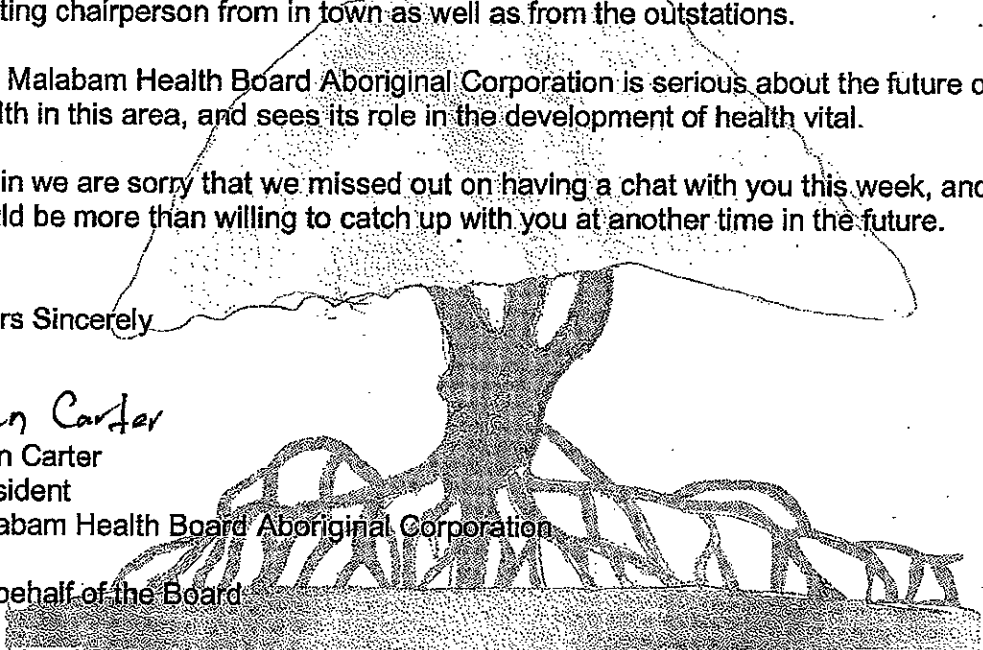 ting chairperson from in town as well as from the outstations.
Malabam Health Board Aboriginal Corporation is serious about the future o
lth in this area, and sees its role in the development of health vital.
in we are sorry that we missed out on having a chat with you this week, and
ld be more than willing to catch up with you at another time in the future.
rs Sincerely
n Carter
n Carter
sident
abam Health Board Aboriginal Corporation
behalf of the Board